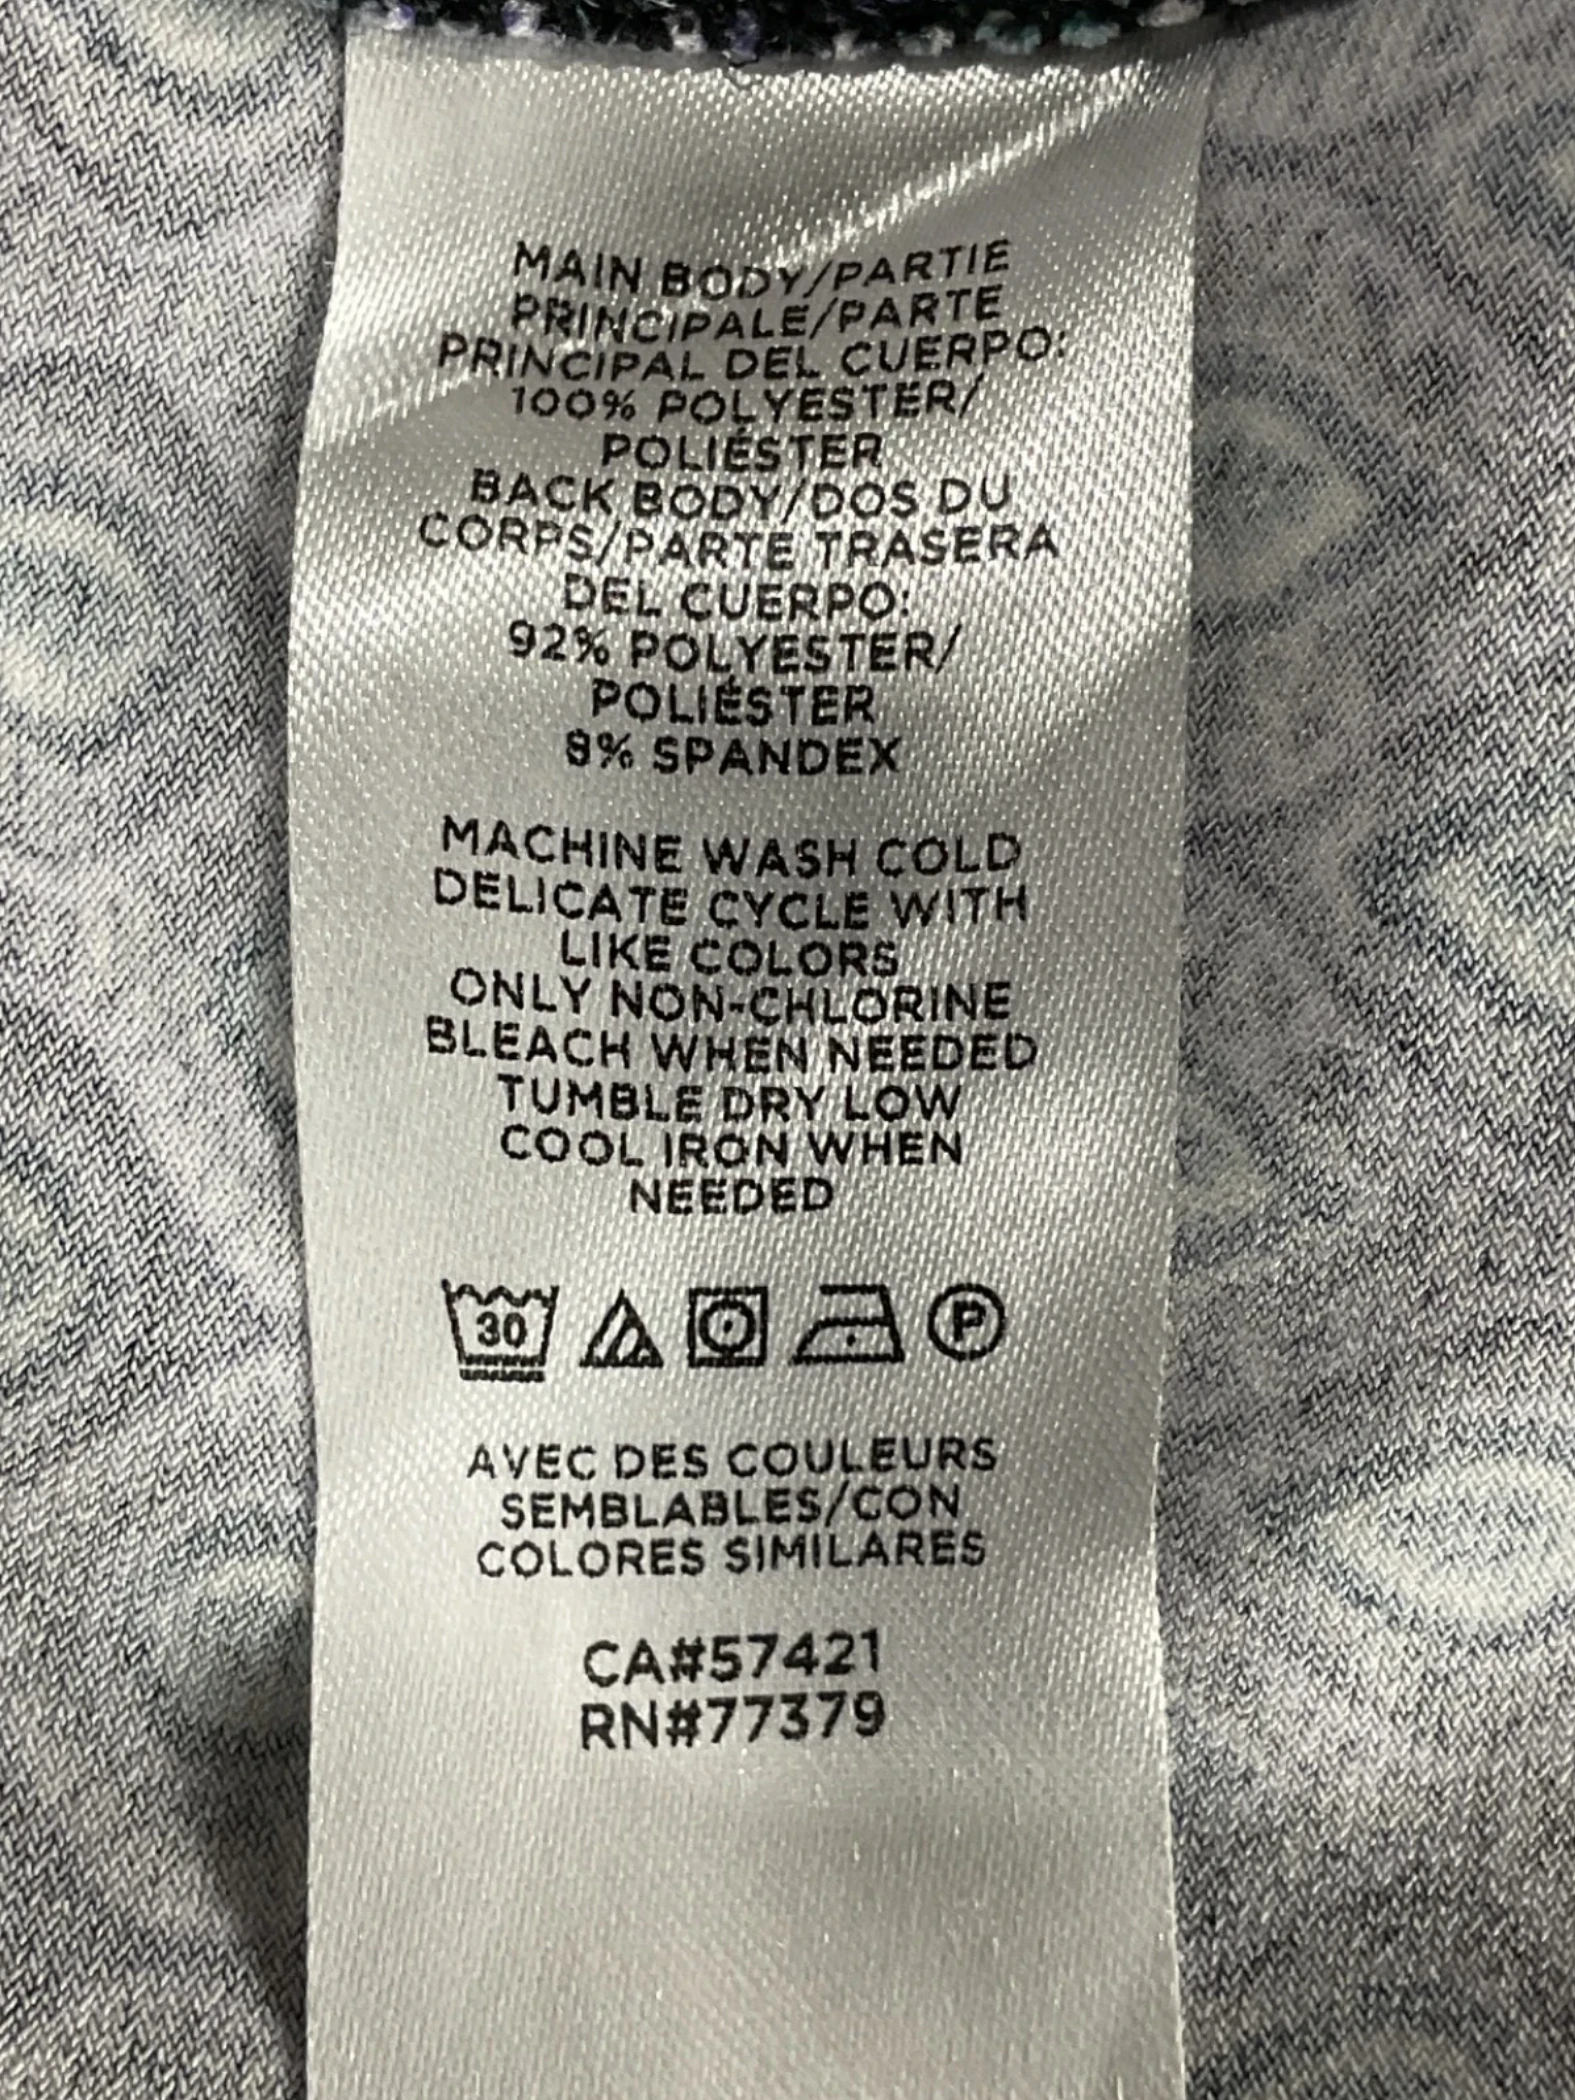 MAIN BODY/PARTIE
PRINCIPALE/PARTE
PRINCIPAL DEL CUERPO:
100% POLYESTER/
POLIÉSTER
BACK BODY/DOS DU
CORPS/PARTE TRASERA
DEL CUERPO:
92% POLYESTER/
POLIÉSTER
8% SPANDEX
MACHINE WASH COLD
DELICATE CYCLE WITH
LIKE COLORS
ONLY NON-CHLORINE
BLEACH WHEN NEEDED
TUMBLE DRY LOW
COOL IRON WHEN
NEEDED
30 P
AVEC DES COULEURS
SEMBLABLES/CON
COLORES SIMILARES
CA#57421
RN#77379